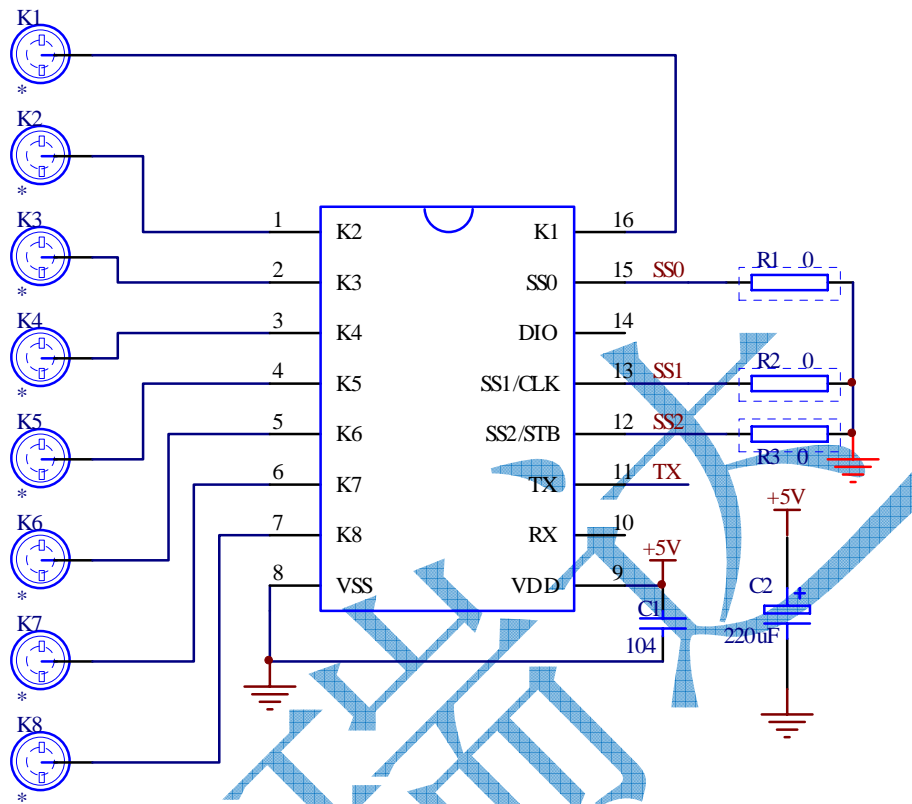 K1
*
K2
*
K3
*
K4
*
K5
*
K6
*
K7
*
K8
*
1 K2
2 K3
3 K4
4 K5
5 K6
6 K7
7 K8
8 VSS
K1 16
SS0 15 SS0
DIO 14
SS1/CLK 13 SS1
SS2/STB 12 SS2
TX 11 TX
RX 10
VDD 9
R1 0
R2 0
R3 0
+5V
C1
104
+5V
C2
+
220uF